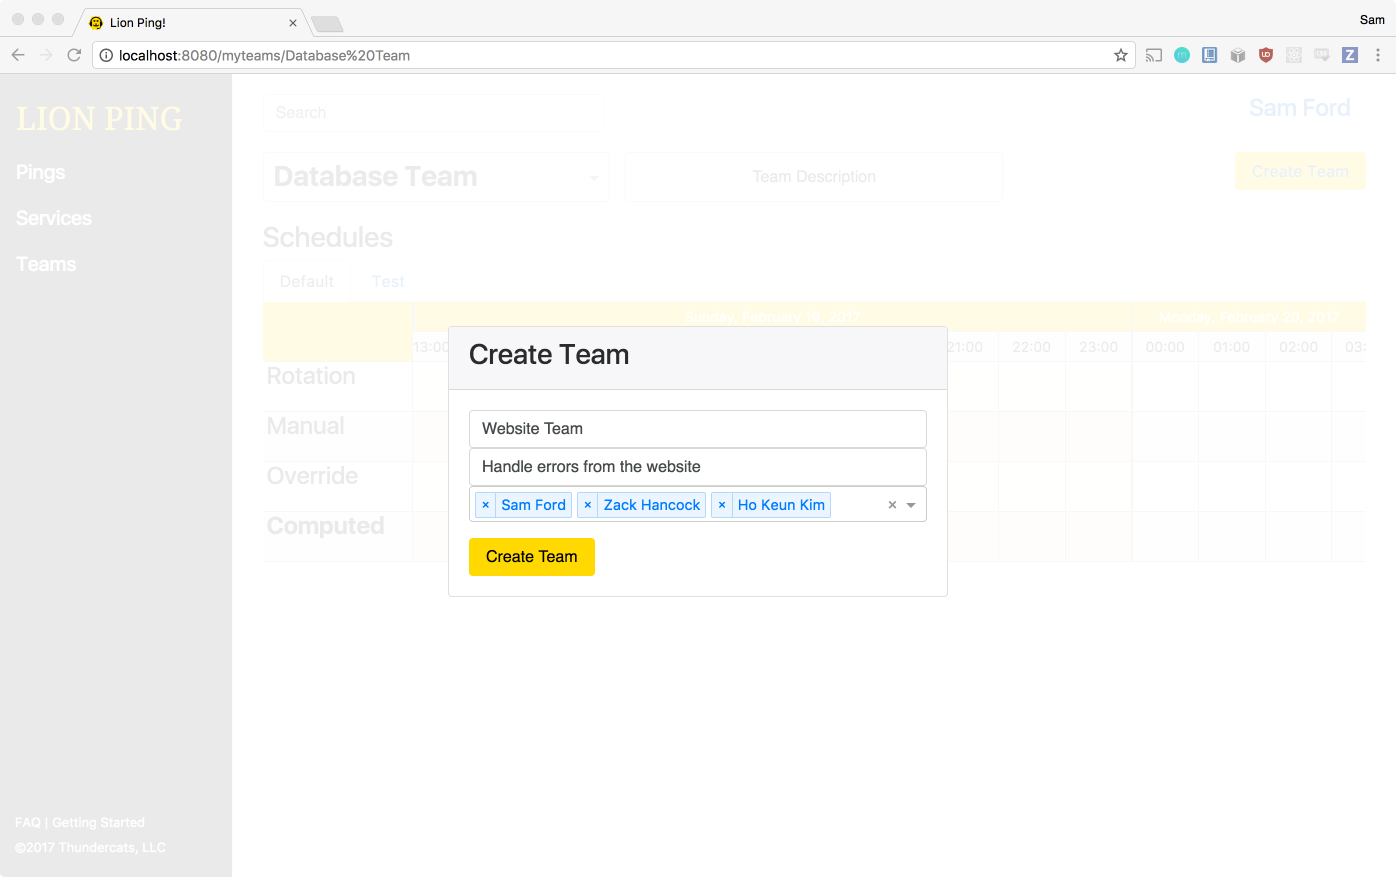 Lion Ping!
Sam
localhost:8080/myteams/Database%20Team
LION PING
Search
Sam Ford
Pings
Services
Teams
Database Team
Team Description
Create Team
Schedules
Default Test
Sunday, February 19, 2017 Monday, February 20, 2017
13:00 21:00 22:00 23:00 00:00 01:00 02:00 03:
Rotation
Manual
Override
Computed
Create Team
Website Team
Handle errors from the website
× Sam Ford × Zack Hancock × Ho Keun Kim
Create Team
FAQ | Getting Started
©2017 Thundercats, LLC